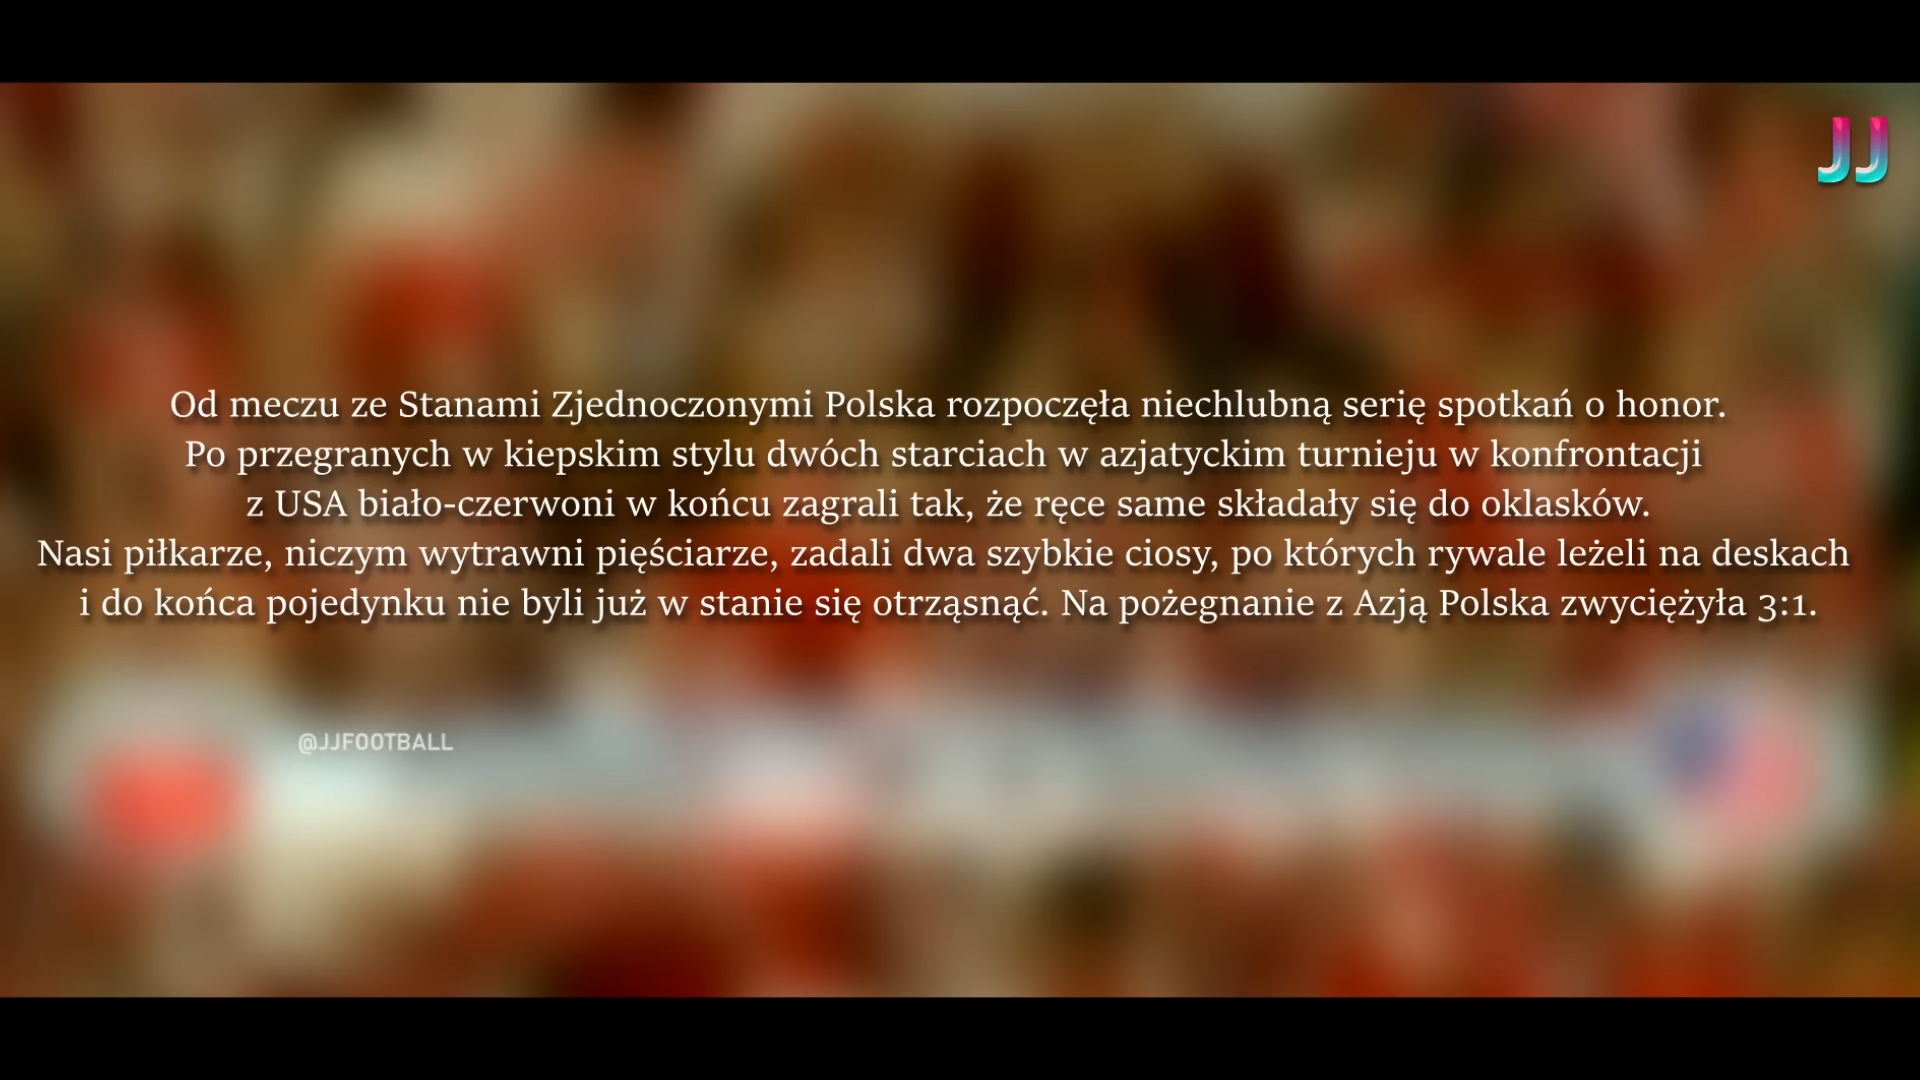 JJ
Od meczu ze Stanami Zjednoczonymi Polska rozpoczęła niechlubną serię spotkań o honor.
Po przegranych w kiepskim stylu dwóch starciach w azjatyckim turnieju w konfrontacji
z USA biało-czerwoni w końcu zagrali tak, że ręce same składały się do oklasków.
Nasi piłkarze, niczym wytrawni pięściarze, zadali dwa szybkie ciosy, po których rywale leżeli na deskach
i do końca pojedynku nie byli już w stanie się otrząsnąć. Na pożegnanie z Azją Polska zwyciężyła 3:1.
@JJFOOTBALL